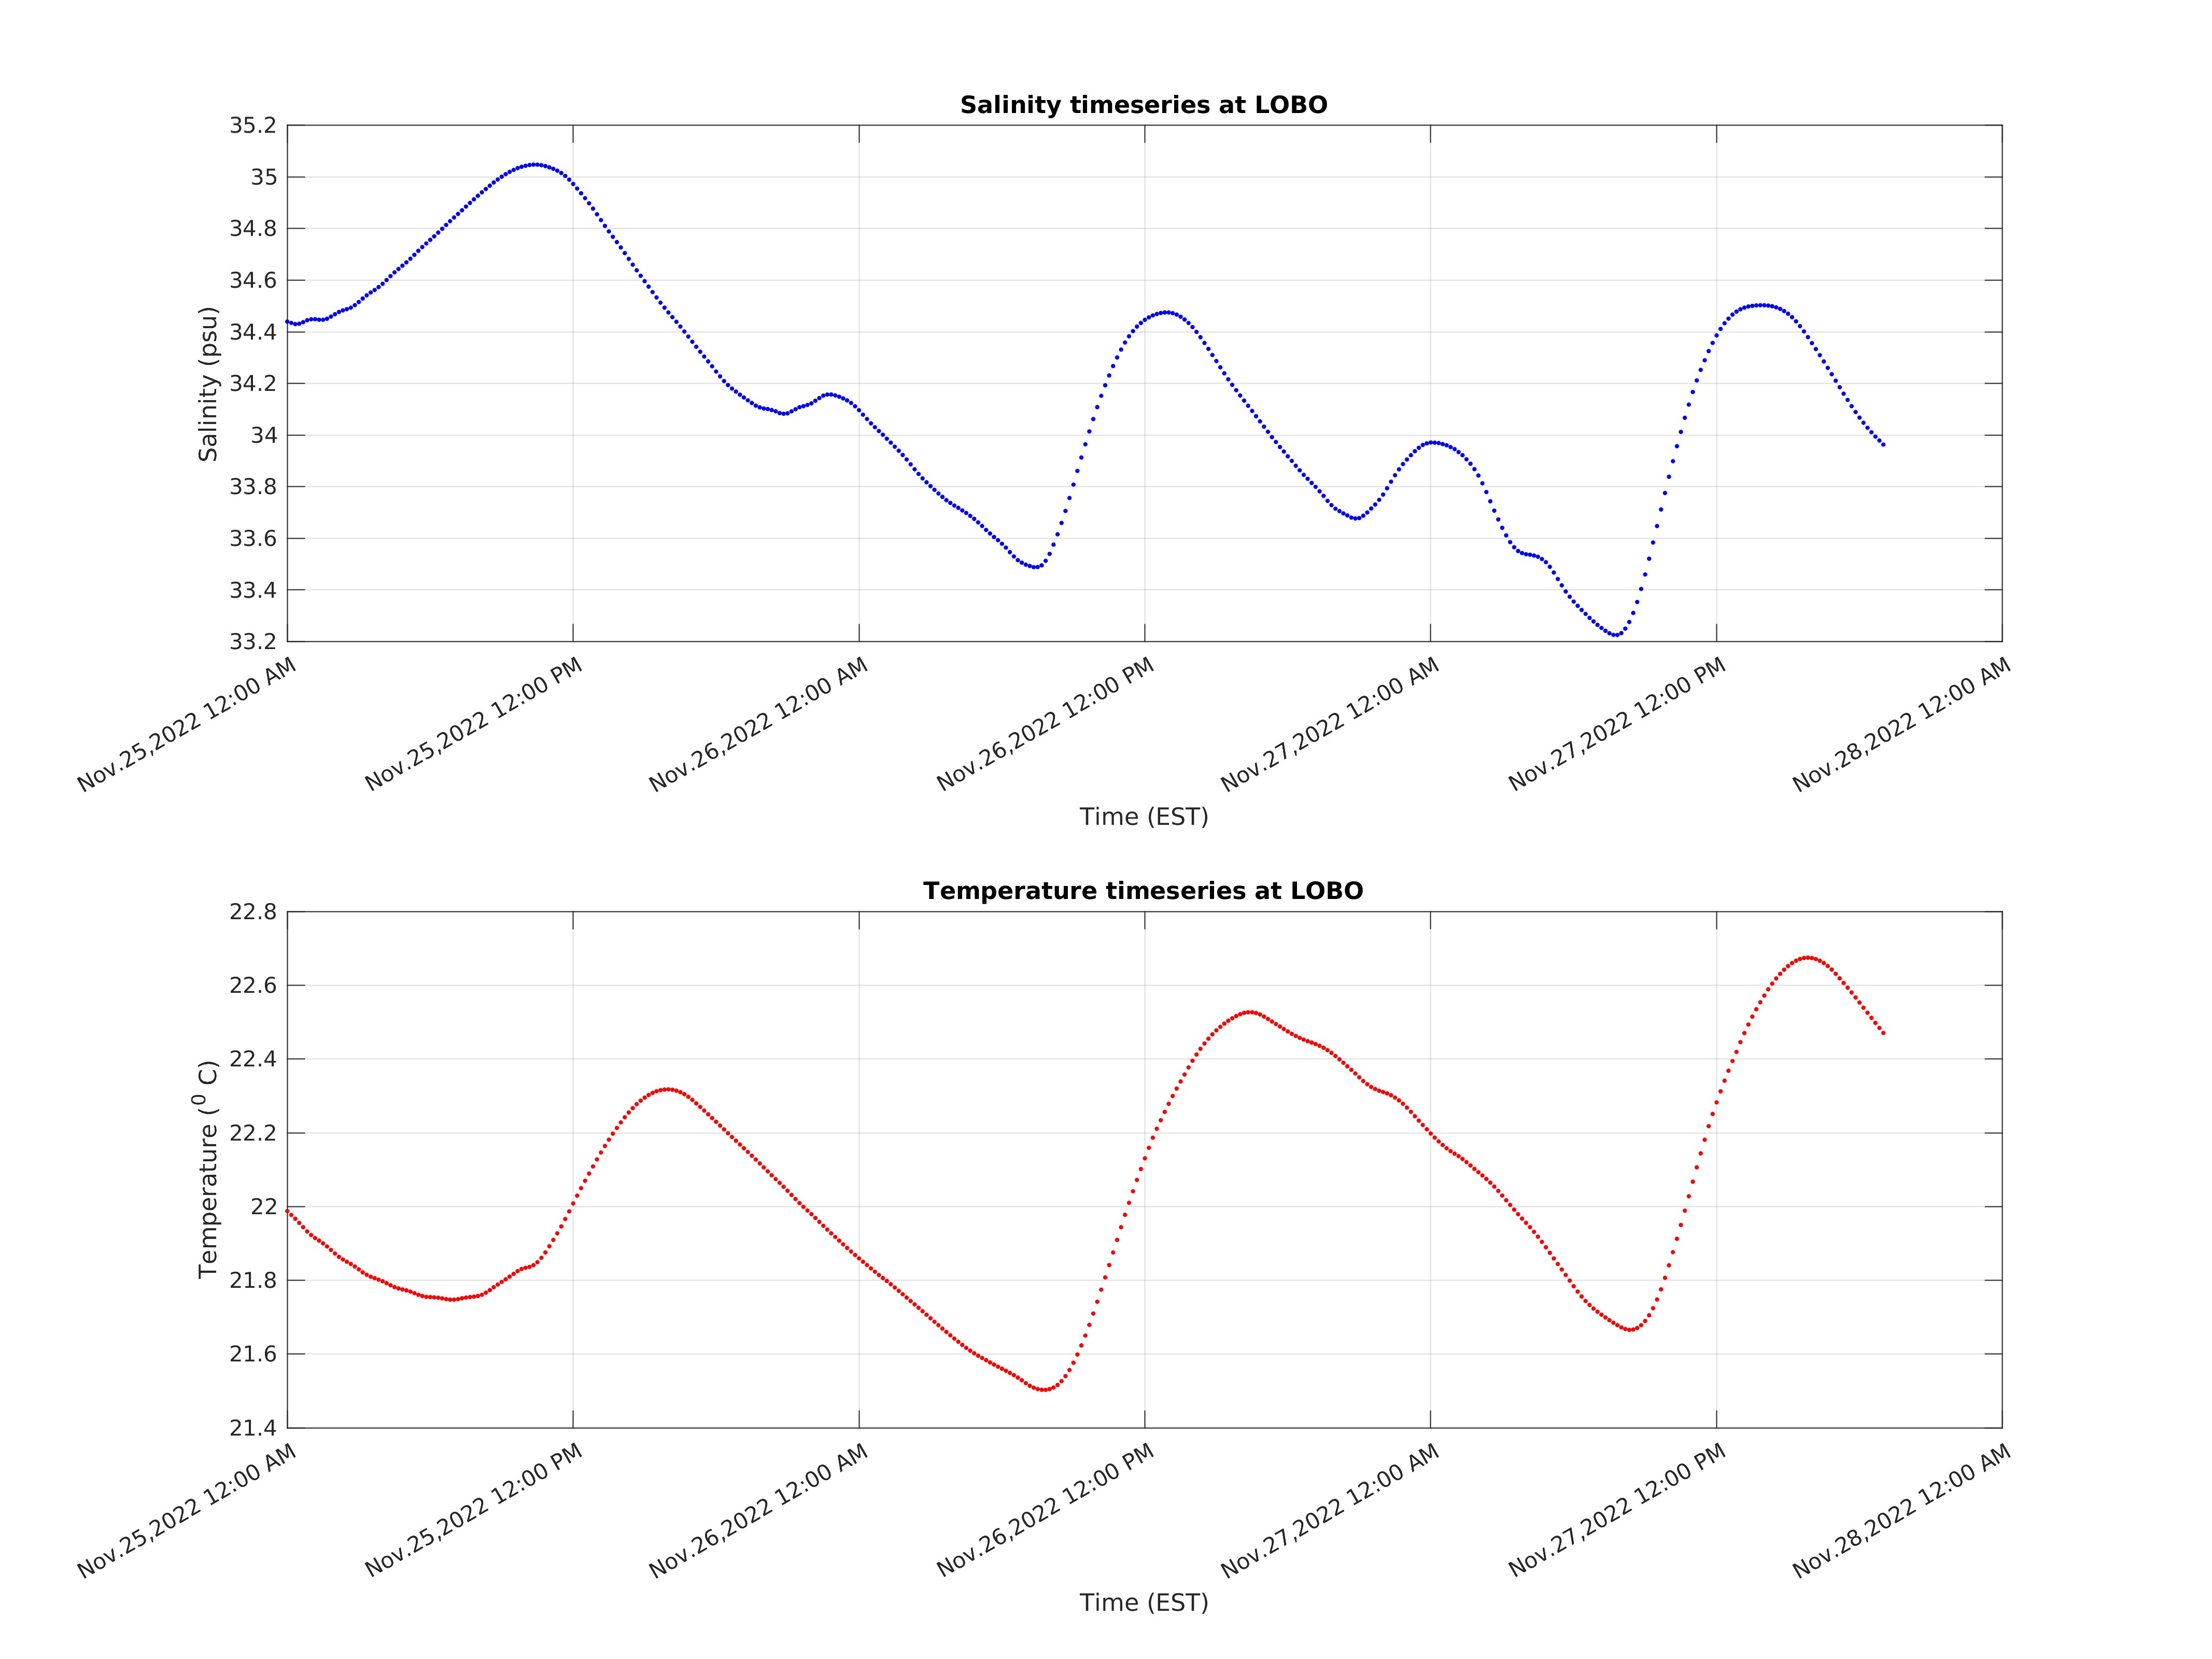 Salinity timeseries at LOBO
35.2
35
34.8
34.6
34.4
34.2
34
33.8
33.6
33.4
33.2
Salinity (psu)
Nov.25,2022 12:00 AM
Nov.25,2022 12:00 PM
Nov.26,2022 12:00 AM
Nov.26,2022 12:00 PM
Nov.27,2022 12:00 AM
Nov.27,2022 12:00 PM
Nov.28,2022 12:00 AM
Time (EST)
Temperature timeseries at LOBO
22.8
22.6
22.4
22.2
22
21.8
21.6
21.4
Temperature (⁰ C)
Nov.25,2022 12:00 AM
Nov.25,2022 12:00 PM
Nov.26,2022 12:00 AM
Nov.26,2022 12:00 PM
Nov.27,2022 12:00 AM
Nov.27,2022 12:00 PM
Nov.28,2022 12:00 AM
Time (EST)